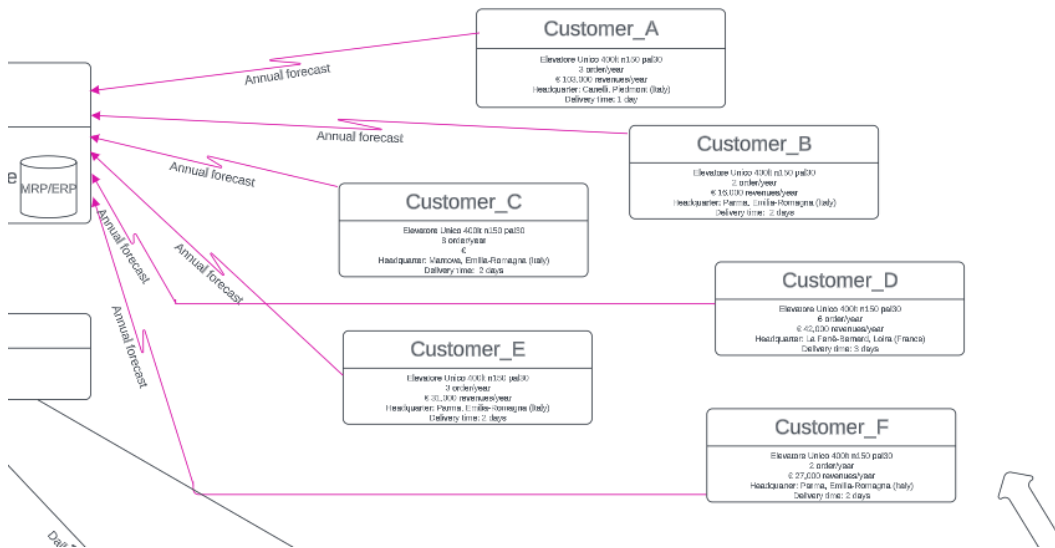 Customer_A
Elevatore Unico 400lt n150 pal30
3 order/year
€ 103,000 revenues/year
Headquarter: Canelli, Piedmont (Italy)
Delivery time: 1 day
Annual forecast
Customer_B
Elevatore Unico 400lt n150 pal30
2 order/year
€ 16,000 revenues/year
Headquarter: Parma, Emilia-Romagna (Italy)
Delivery time: 2 days
Annual forecast
Annual forecast
e
MRP/ERP
Customer_C
Elevatore Unico 400lt n150 pal30
order/year
€
Headquarter: Mantova, Emilia-Romagna (Italy)
Delivery time: 2 days
Annual forecast
Annual forecast
Customer_D
Elevatore Unico 400lt n150 pal30
6 order/year
€ 42,000 revenues/year
Headquarter: La Ferté-Bernard, Loira (France)
Delivery time: 3 days
Annual forecast
Customer_E
Elevatore Unico 400lt n150 pal30
3 order/year
€ 31,000 revenues/year
Headquarter: Parma, Emilia-Romagna (Italy)
Delivery time: 2 days
Customer_F
Elevatore Unico 400lt n150 pal30
2 order/year
€ 27,000 revenues/year
Headquarter: Parma, Emilia-Romagna (Italy)
Delivery time: 2 days